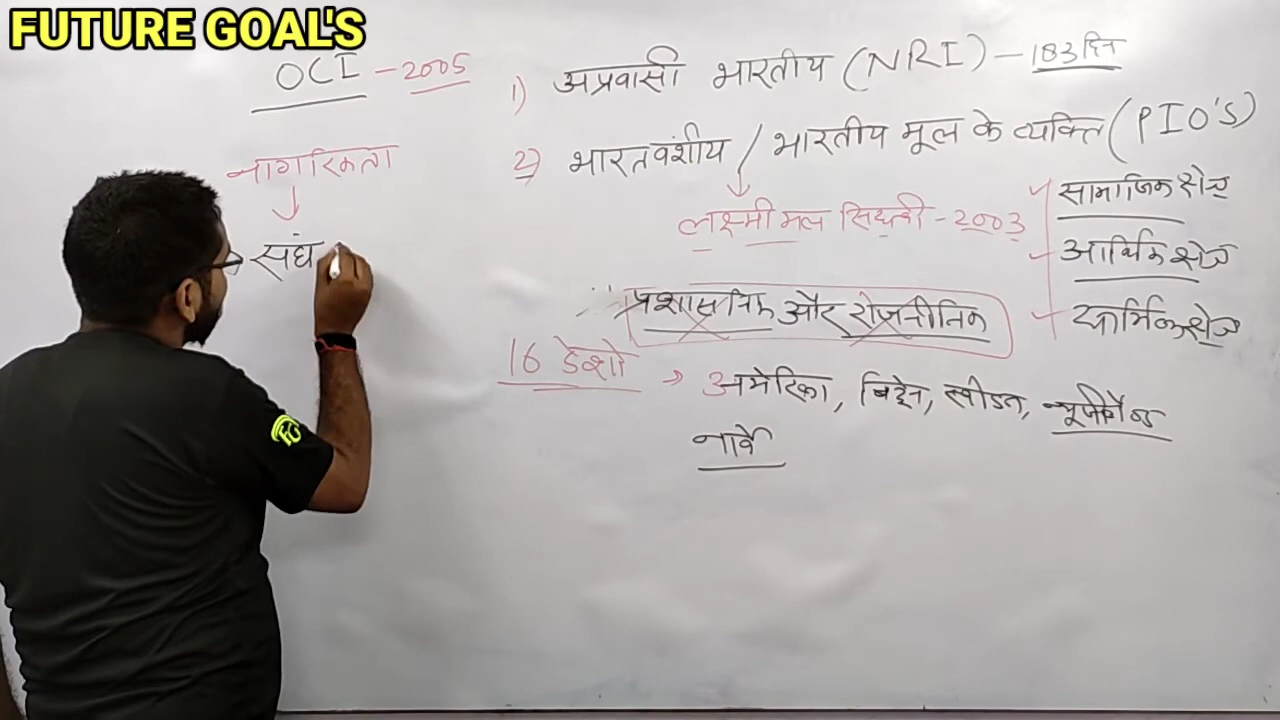 FUTURE GOAL'S
OCI - 2005
नागरिकता
संघ
1) अप्रवासी भारतीय (NRI) - 183 दिन
2) भारतवंशीय / भारतीय मूल के व्यक्ति (PIO'S)
लक्ष्मी मल सिंघवी - 2003
सामाजिक क्षेत्र
आर्थिक क्षेत्र
धार्मिक क्षेत्र
प्रशासनिक और राजनीतिक
16 देशो → अमेरिका, ब्रिटेन, स्वीडन, न्यूजीलैण्ड
नार्वे
FG